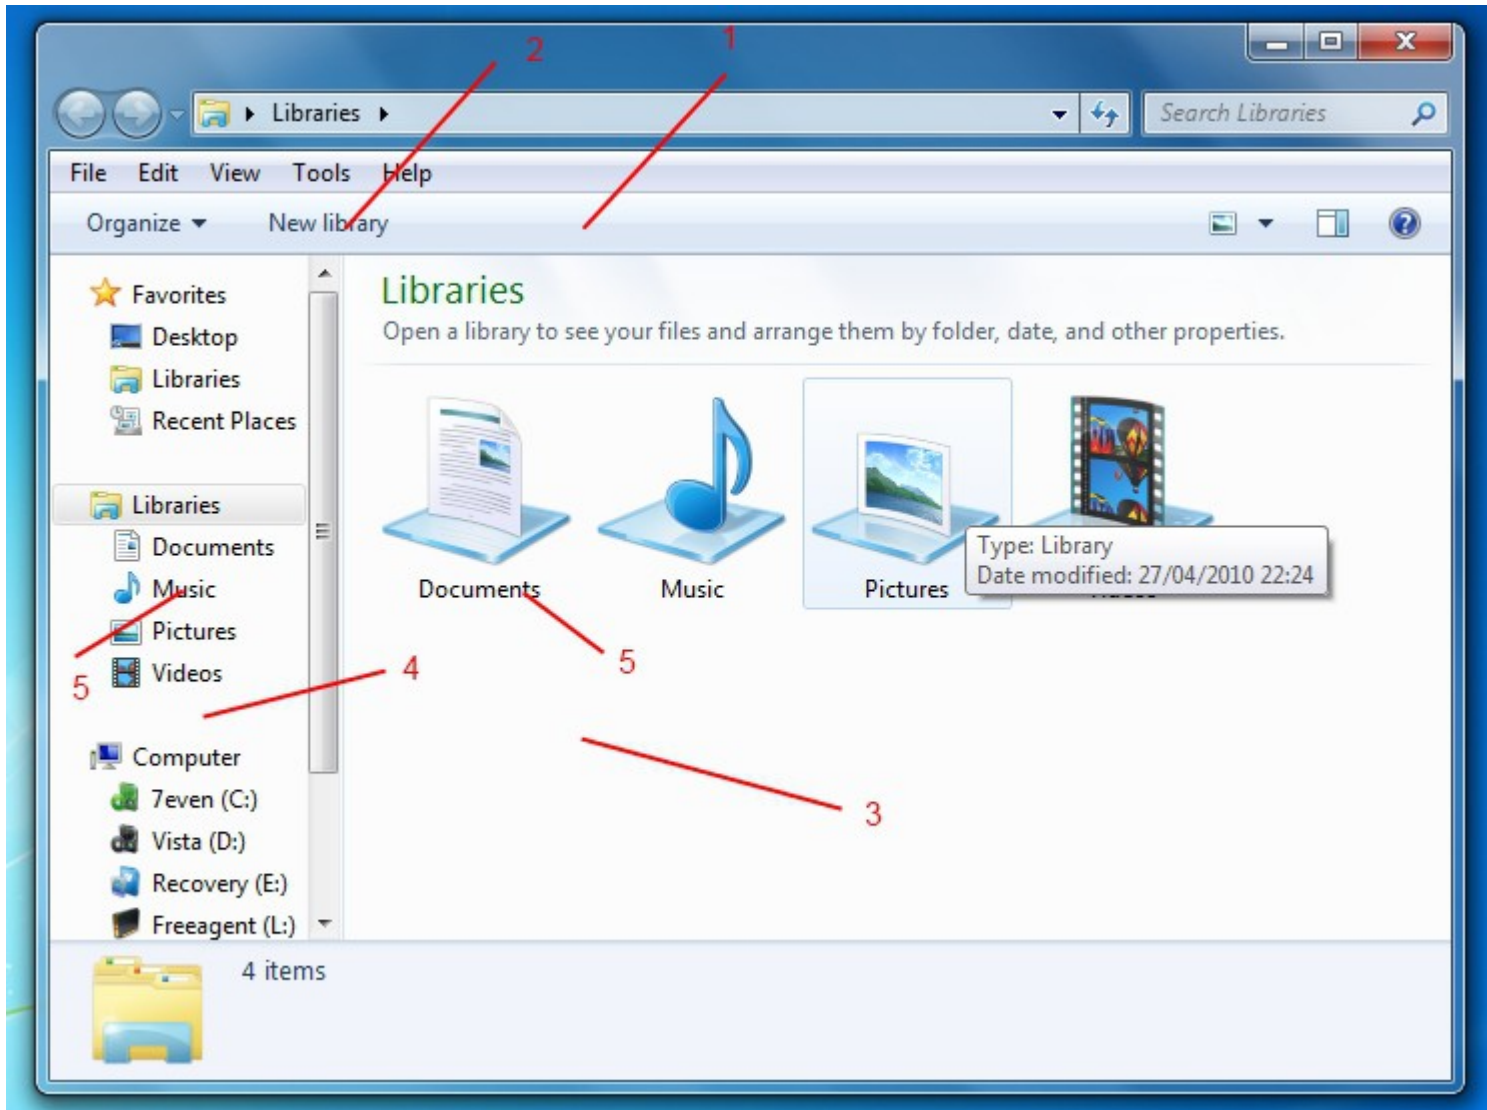 2
1
Libraries
Search Libraries
File Edit View Tools Help
Organize New library
Favorites
Desktop
Libraries
Recent Places
Libraries
Documents
Music
Pictures
Videos
Computer
7even (C:)
Vista (D:)
Recovery (E:)
Freeagent (L:)
5
4
Libraries
Open a library to see your files and arrange them by folder, date, and other properties.
Documents Music Pictures
Type: Library
Date modified: 27/04/2010 22:24
5
3
4 items